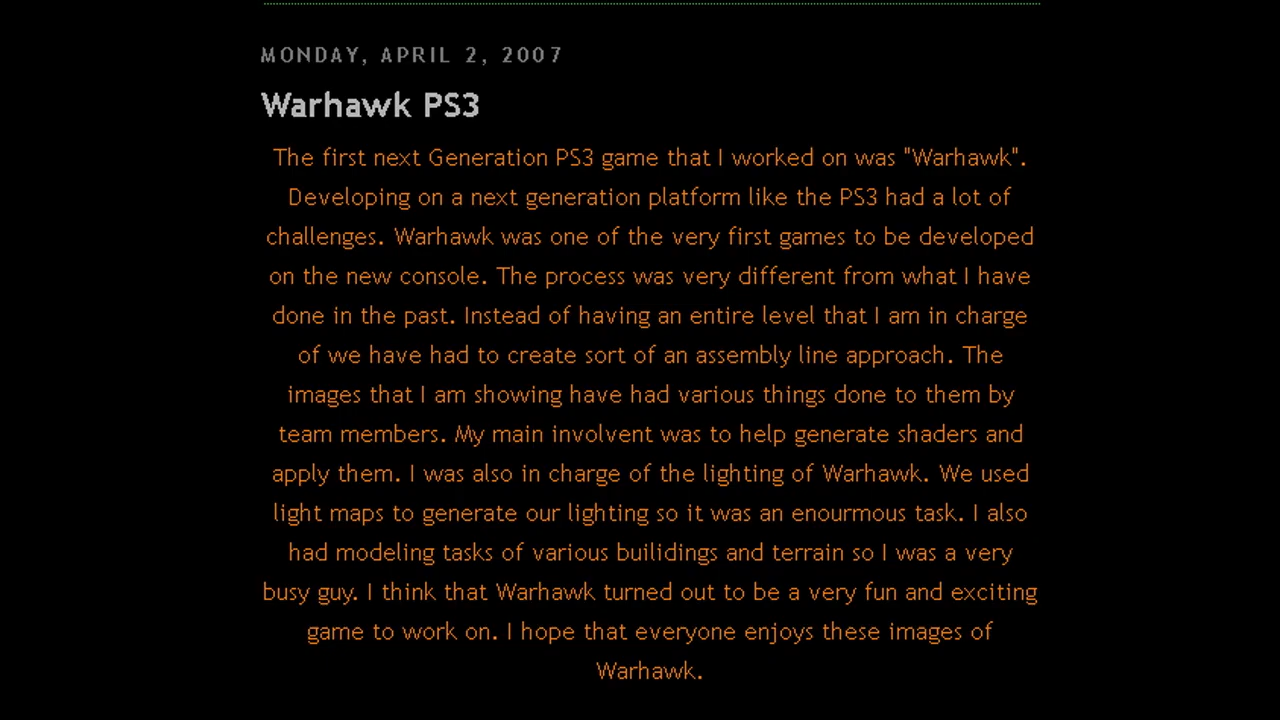 MONDAY, APRIL 2, 2007
Warhawk PS3
The first next Generation PS3 game that I worked on was "Warhawk".
Developing on a next generation platform like the PS3 had a lot of
challenges. Warhawk was one of the very first games to be developed
on the new console. The process was very different from what I have
done in the past. Instead of having an entire level that I am in charge
of we have had to create sort of an assembly line approach. The
images that I am showing have had various things done to them by
team members. My main involvent was to help generate shaders and
apply them. I was also in charge of the lighting of Warhawk. We used
light maps to generate our lighting so it was an enourmous task. I also
had modeling tasks of various builidings and terrain so I was a very
busy guy. I think that Warhawk turned out to be a very fun and exciting
game to work on. I hope that everyone enjoys these images of
Warhawk.